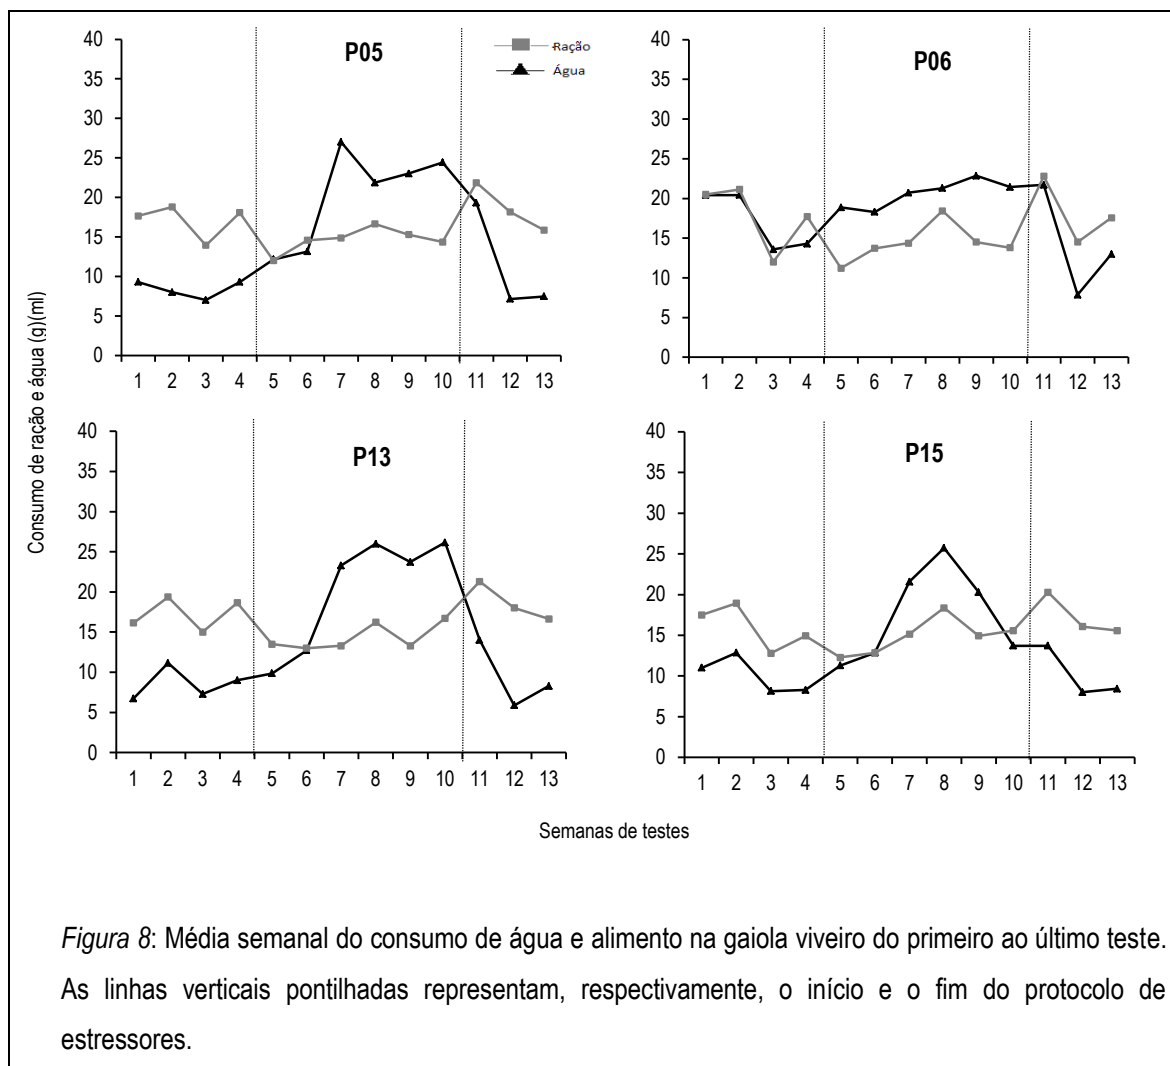 P05
Ração
Água
40
35
30
25
20
15
10
5
0
1 2 3 4 5 6 7 8 9 10 11 12 13
P06
40
35
30
25
20
15
10
5
0
1 2 3 4 5 6 7 8 9 10 11 12 13
Consumo de ração e água (g)(ml)
P13
40
35
30
25
20
15
10
5
0
1 2 3 4 5 6 7 8 9 10 11 12 13
P15
40
35
30
25
20
15
10
5
0
1 2 3 4 5 6 7 8 9 10 11 12 13
Semanas de testes
Figura 8: Média semanal do consumo de água e alimento na gaiola viveiro do primeiro ao último teste.
As linhas verticais pontilhadas representam, respectivamente, o início e o fim do protocolo de
estressores.